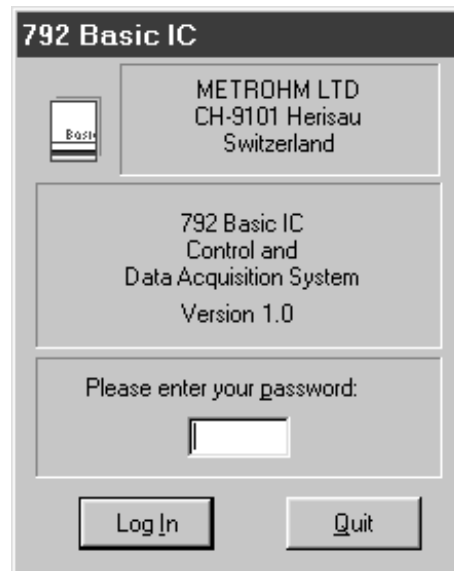 792 Basic IC
METROHM LTD
CH-9101 Herisau
Switzerland
Basi
792 Basic IC
Control and
Data Acquisition System
Version 1.0
Please enter your password:
Log In
Quit